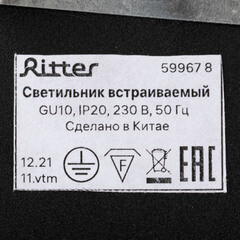 Ritter 59967 8
Светильник встраиваемый
GU10, IP20, 230 В, 50 Гц
Сделано в Китае
12.21
11.vtm
F EAC